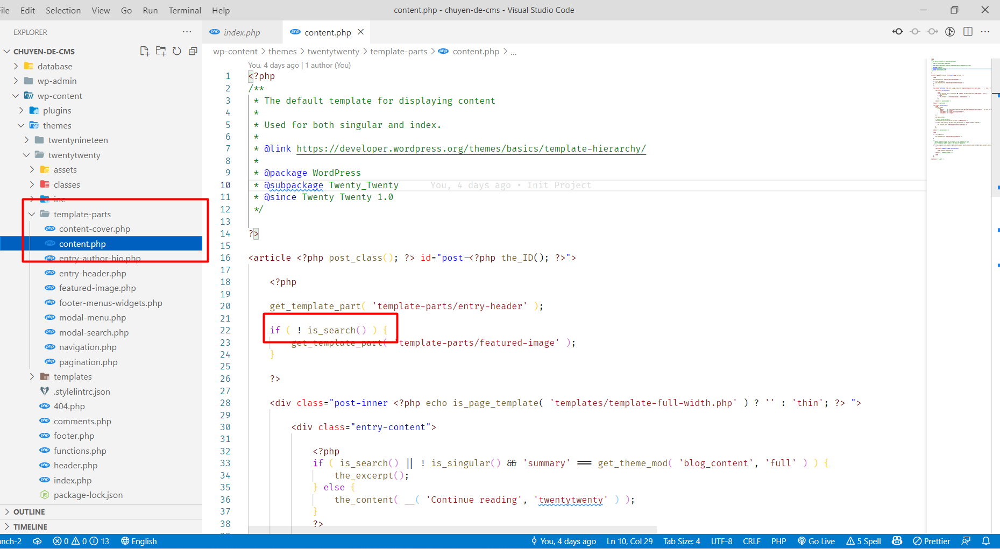 File Edit Selection View Go Run Terminal Help content.php - chuyen-de-cms - Visual Studio Code
EXPLORER
CHUYEN-DE-CMS
database
wp-admin
wp-content
plugins
themes
twentynineteen
twentytwenty
assets
classes
inc
template-parts
content-cover.php
content.php
entry-author-bio.php
entry-header.php
featured-image.php
footer-menus-widgets.php
modal-menu.php
modal-search.php
navigation.php
pagination.php
templates
.stylelintrc.json
404.php
comments.php
footer.php
functions.php
header.php
index.php
package-lock.json
OUTLINE
TIMELINE
index.php content.php
wp-content > themes > twentytwenty > template-parts > content.php > ...
You, 4 days ago | 1 author (You)
1 <?php
2 /**
3 * The default template for displaying content
4 *
5 * Used for both singular and index.
6 *
7 * @link https://developer.wordpress.org/themes/basics/template-hierarchy/
8 *
9 * @package WordPress
10 * @subpackage Twenty_Twenty You, 4 days ago • Init Project
11 * @since Twenty Twenty 1.0
12 */
13
14 ?>
15
16 <article <?php post_class(); ?> id="post-<?php the_ID(); ?>">
17
18 <?php
19
20 get_template_part( 'template-parts/entry-header' );
21
22 if ( ! is_search() ) {
23 get_template_part( 'template-parts/featured-image' );
24 }
25
26 ?>
27
28 <div class="post-inner <?php echo is_page_template( 'templates/template-full-width.php' ) ? '' : 'thin'; ?> ">
29
30 <div class="entry-content">
31
32 <?php
33 if ( is_search() || ! is_singular() && 'summary' === get_theme_mod( 'blog_content', 'full' ) ) {
34 the_excerpt();
35 } else {
36 the_content( __( 'Continue reading', 'twentytwenty' ) );
37 }
38 ?>
nch-2 0 0 13 English You, 4 days ago Ln 10, Col 29 Tab Size: 4 UTF-8 CRLF PHP Go Live 5 Spell Prettier